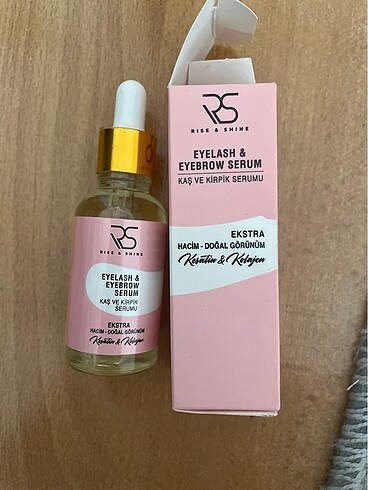 RS
RISE & SHINE
EYELASH &
EYEBROW SERUM
KAŞ VE KİRPİK SERUMU
EKSTRA
HACİM - DOĞAL GÖRÜNÜM
Keratin & Kolajen
RS
RISE & SHINE
EYELASH &
EYEBROW
SERUM
KAŞ VE KİRPİK
SERUMU
EKSTRA
HACİM - DOĞAL GÖRÜNÜM
Keratin & Kolajen